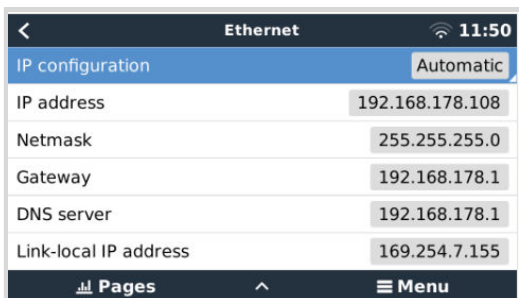 Ethernet 11:50
IP configuration Automatic
IP address 192.168.178.108
Netmask 255.255.255.0
Gateway 192.168.178.1
DNS server 192.168.178.1
Link-local IP address 169.254.7.155
Pages Menu